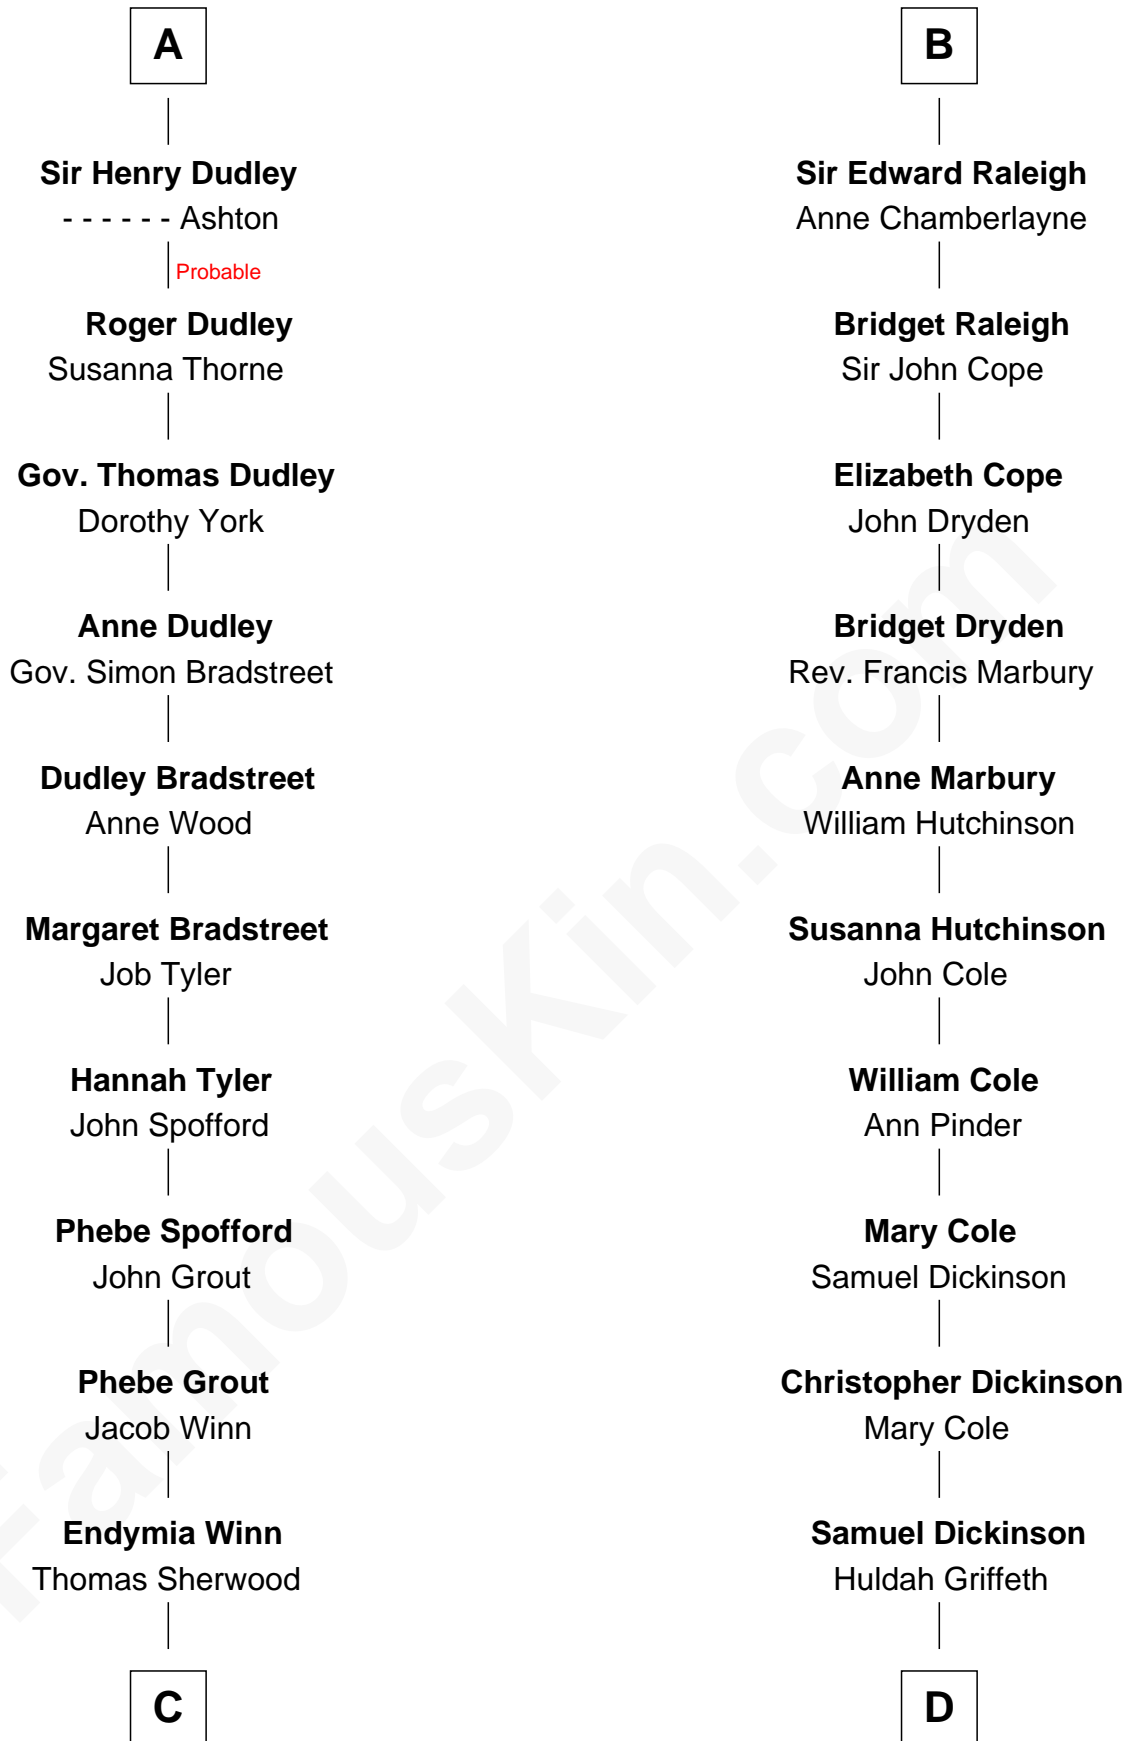 A
Sir Henry Dudley
- - - - - - Ashton
Probable
Roger Dudley
Susanna Thorne
Gov. Thomas Dudley
Dorothy York
Anne Dudley
Gov. Simon Bradstreet
Dudley Bradstreet
Anne Wood
Margaret Bradstreet
Job Tyler
Hannah Tyler
John Spofford
Phebe Spofford
John Grout
Phebe Grout
Jacob Winn
Endymia Winn
Thomas Sherwood
C
B
Sir Edward Raleigh
Anne Chamberlayne
Bridget Raleigh
Sir John Cope
Elizabeth Cope
John Dryden
Bridget Dryden
Rev. Francis Marbury
Anne Marbury
William Hutchinson
Susanna Hutchinson
John Cole
William Cole
Ann Pinder
Mary Cole
Samuel Dickinson
Christopher Dickinson
Mary Cole
Samuel Dickinson
Huldah Griffeth
D
FamousKin.com